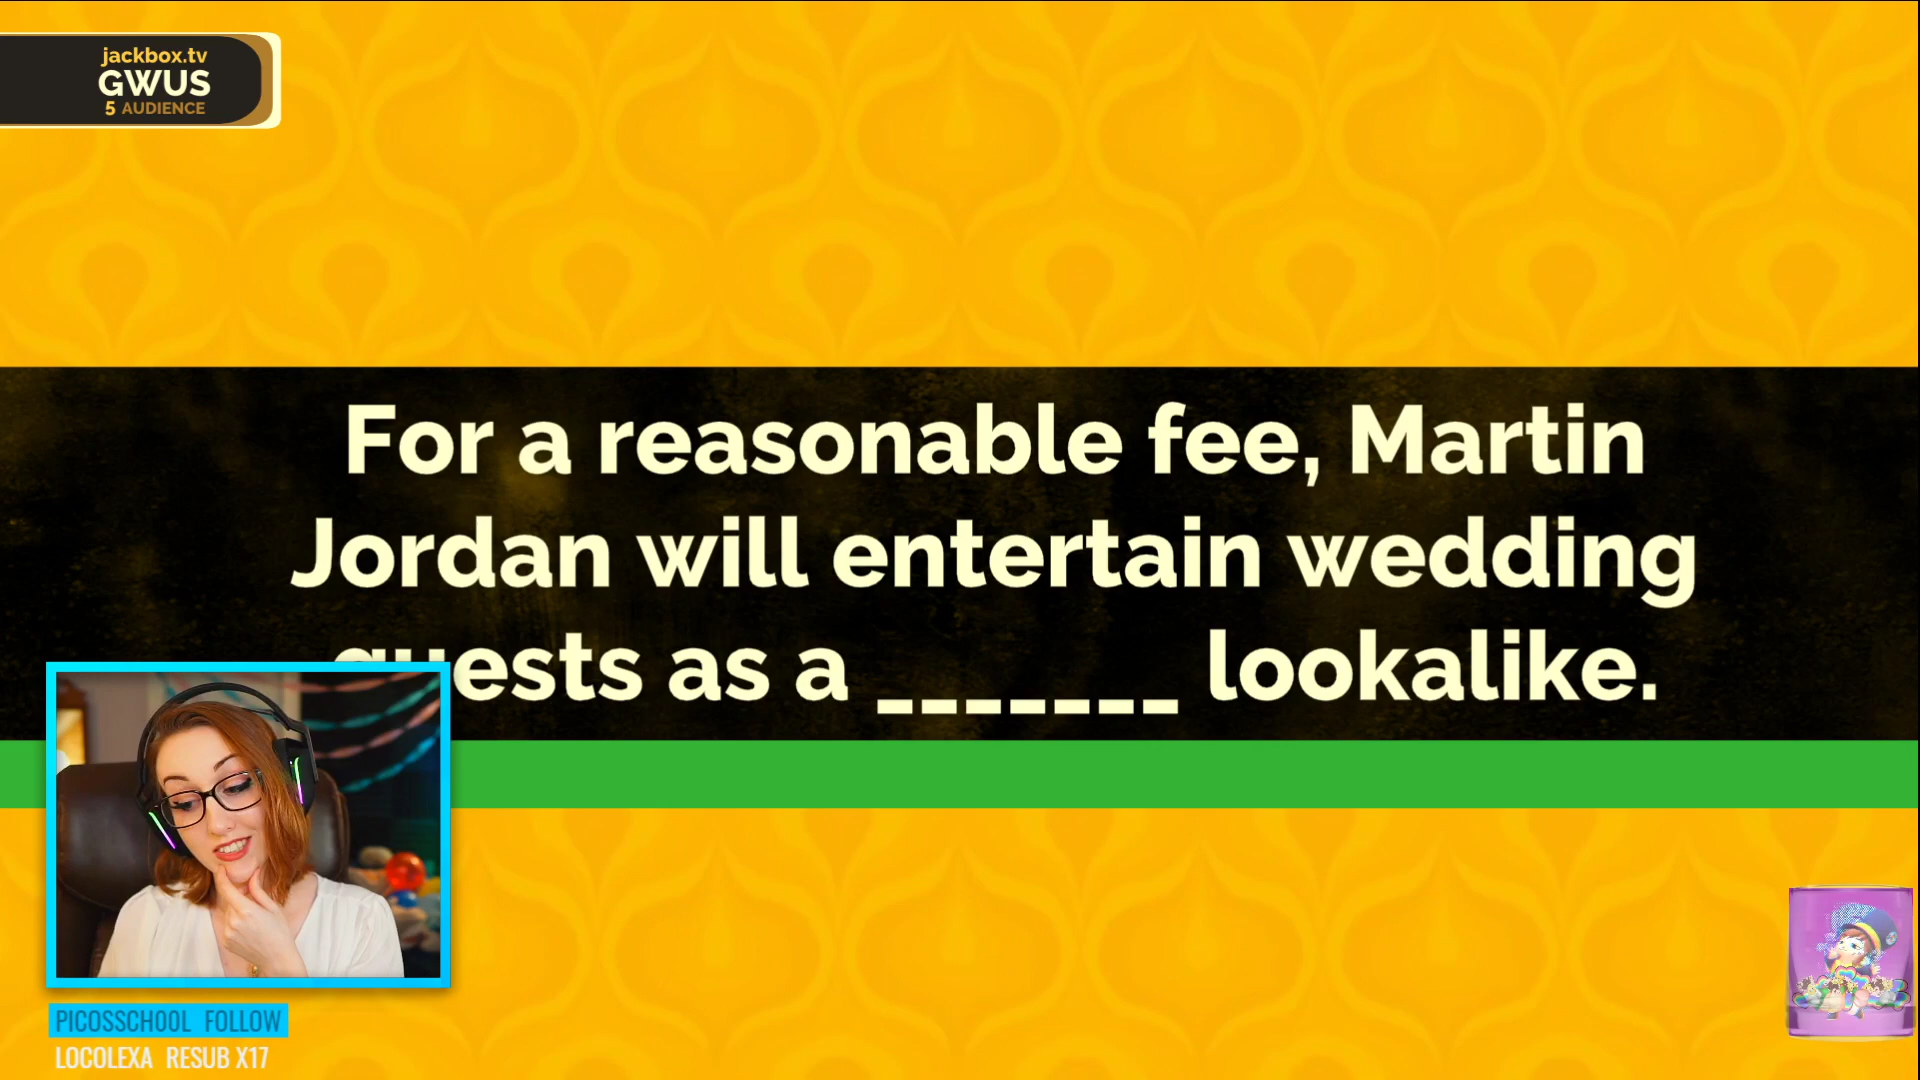 jackbox.tv
GWUS
5 AUDIENCE
For a reasonable fee, Martin
Jordan will entertain wedding
guests as a _______ lookalike.
PICOSSCHOOL FOLLOW
LOCOLEXA RESUB X17